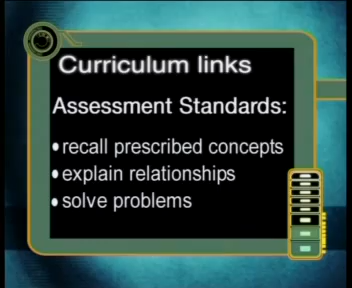 Curriculum links
Assessment Standards:
• recall prescribed concepts
• explain relationships
• solve problems